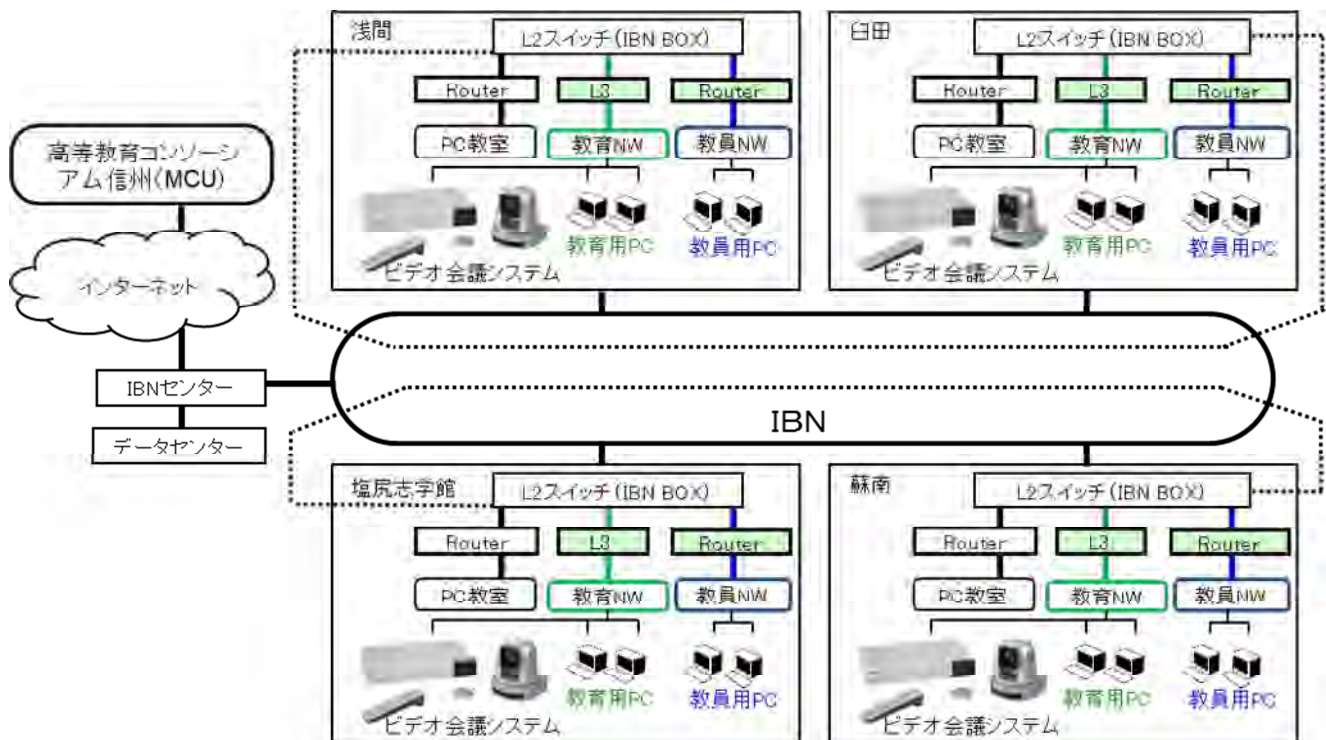 浅間
L2スイッチ(IBN BOX)
Router
L3
Router
PC教室
教育NW
教員NW
教育用PC
教員用PC
ビデオ会議システム
臼田
L2スイッチ(IBN BOX)
Router
L3
Router
PC教室
教育NW
教員NW
教育用PC
教員用PC
ビデオ会議システム
高等教育コンソーシ
アム信州(MCU)
インターネット
IBNセンター
データセンター
IBN
塩尻志学館
L2スイッチ(IBN BOX)
Router
L3
Router
PC教室
教育NW
教員NW
教育用PC
教員用PC
ビデオ会議システム
蘇南
L2スイッチ(IBN BOX)
Router
L3
Router
PC教室
教育NW
教員NW
教育用PC
教員用PC
ビデオ会議システム